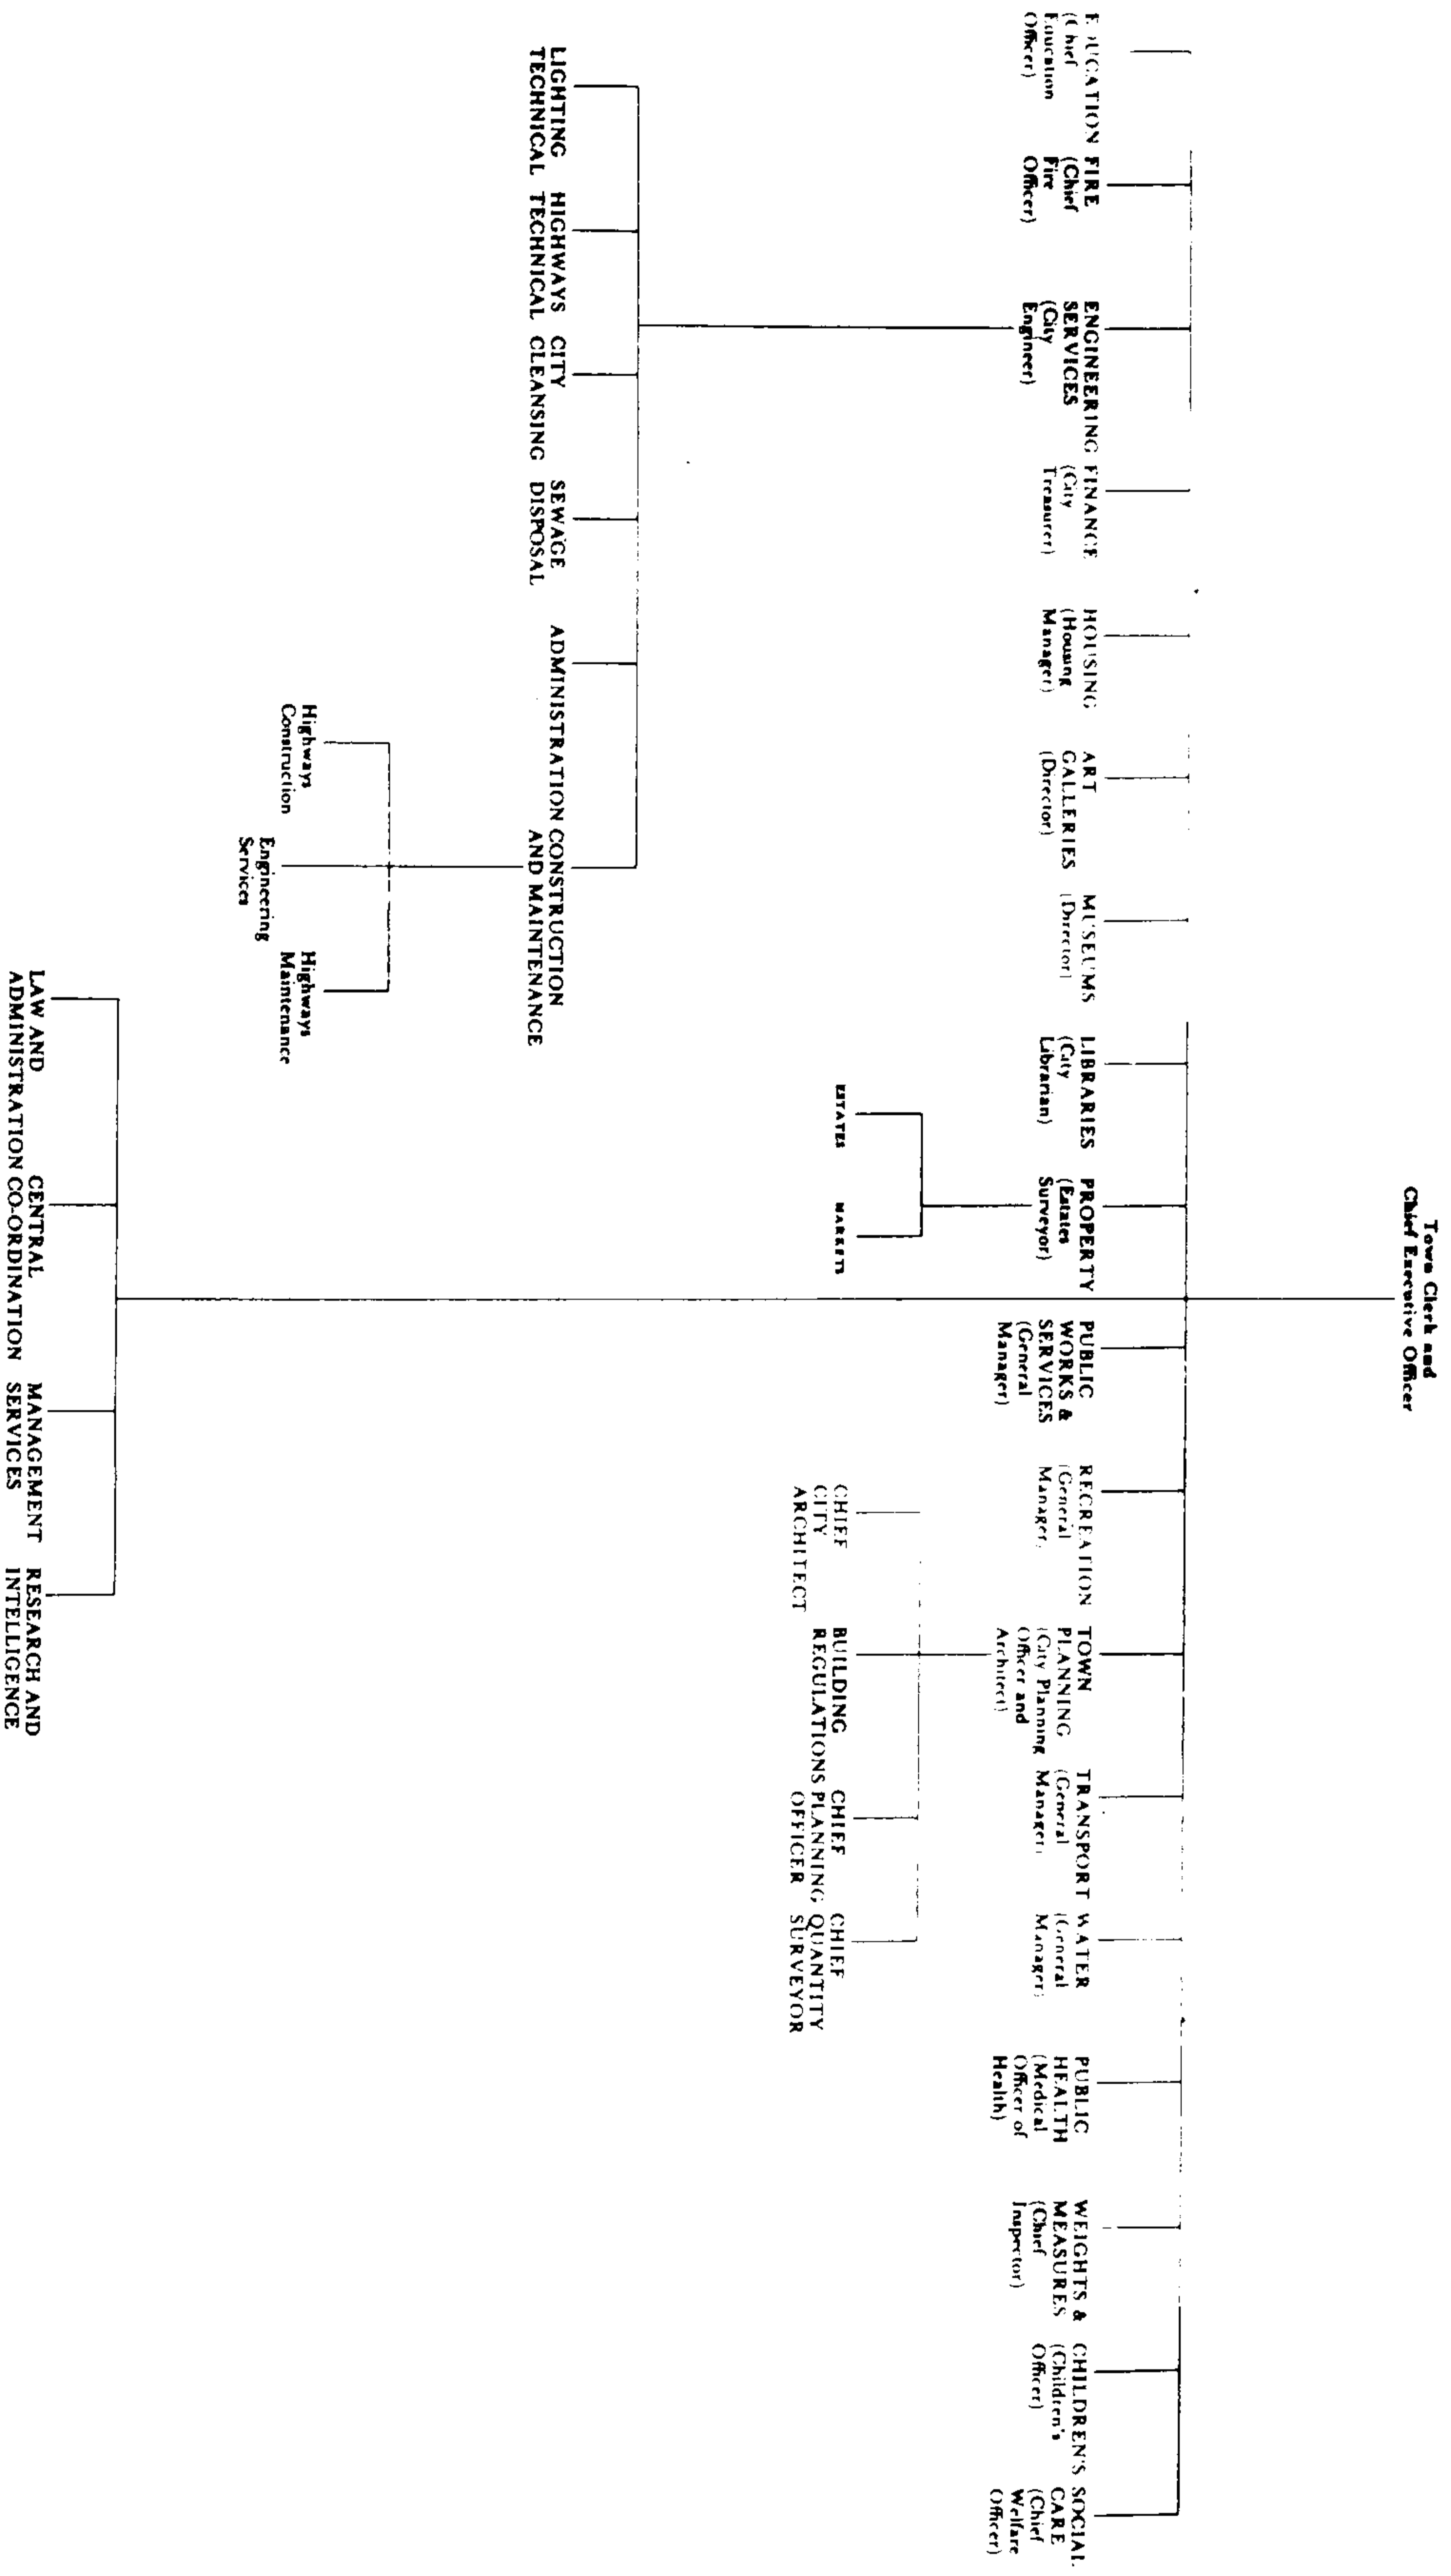 Town Clerk and
Chief Executive Officer
EDUCATION
(Chief
Education
Officer)
FIRE
(Chief
Fire
Officer)
ENGINEERING
SERVICES
(City
Engineer)
FINANCE
(City
Treasurer)
HOUSING
(Housing
Manager)
ART
GALLERIES
(Director)
MUSEUMS
(Director)
LIBRARIES
(City
Librarian)
PROPERTY
(Estates
Surveyor)
PUBLIC
WORKS &
SERVICES
(General
Manager)
RECREATION
(General
Manager)
TOWN
PLANNING
(City Planning
Officer and
Architect)
TRANSPORT
(General
Manager)
WATER
(General
Manager)
PUBLIC
HEALTH
(Medical
Officer of
Health)
WEIGHTS &
MEASURES
(Chief
Inspector)
CHILDREN'S
(Children's
Officer)
SOCIAL
CARE
(Chief
Welfare
Officer)
ESTATES
MARKETS
CHIEF
CITY
ARCHITECT
BUILDING
REGULATIONS
CHIEF
PLANNING
OFFICER
CHIEF
QUANTITY
SURVEYOR
LIGHTING
TECHNICAL
HIGHWAYS
TECHNICAL
CITY
CLEANSING
SEWAGE
DISPOSAL
ADMINISTRATION
CONSTRUCTION
AND MAINTENANCE
Highways
Construction
Engineering
Services
Highways
Maintenance
LAW AND
ADMINISTRATION
CENTRAL
CO-ORDINATION
MANAGEMENT
SERVICES
RESEARCH AND
INTELLIGENCE